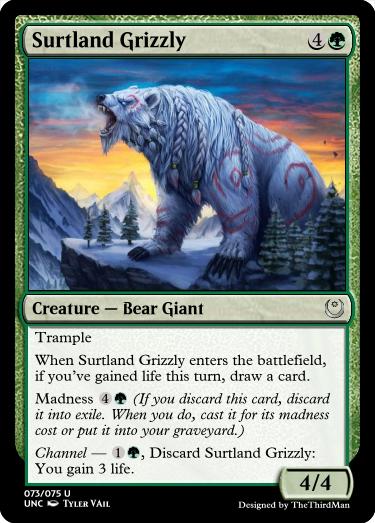 Surtland Grizzly 4
Creature — Bear Giant
Trample
When Surtland Grizzly enters the battlefield,
if you’ve gained life this turn, draw a card.
Madness 4 (If you discard this card, discard
it into exile. When you do, cast it for its madness
cost or put it into your graveyard.)
Channel — 1, Discard Surtland Grizzly:
You gain 3 life.
4/4
073/075 U
UNC Tyler Vail
Designed by TheThirdMan